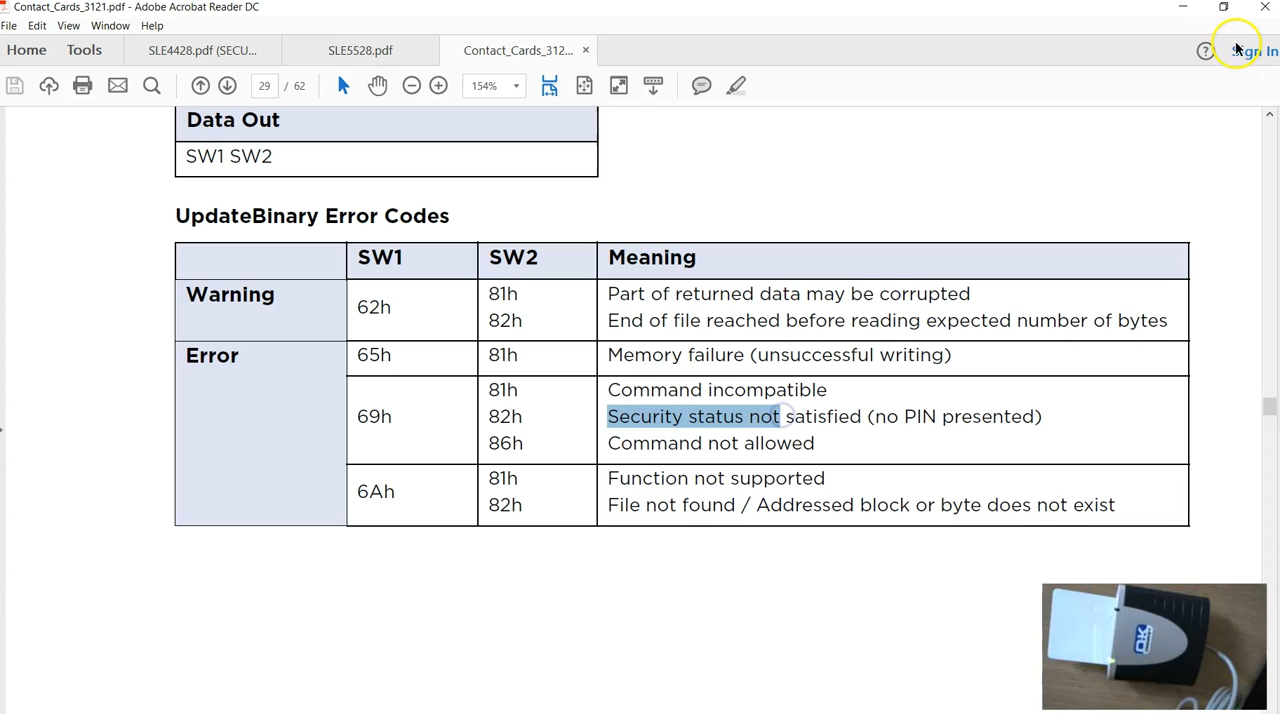 Contact_Cards_3121.pdf - Adobe Acrobat Reader DC
File Edit View Window Help
Home Tools SLE4428.pdf (SECU... SLE5528.pdf Contact_Cards_312... × ? Sign In
29 / 62 154%
Data Out
SW1 SW2
UpdateBinary Error Codes
SW1 SW2 Meaning
Warning 62h 81h Part of returned data may be corrupted
82h End of file reached before reading expected number of bytes
Error 65h 81h Memory failure (unsuccessful writing)
69h 81h Command incompatible
82h Security status not satisfied (no PIN presented)
86h Command not allowed
6Ah 81h Function not supported
82h File not found / Addressed block or byte does not exist
OK